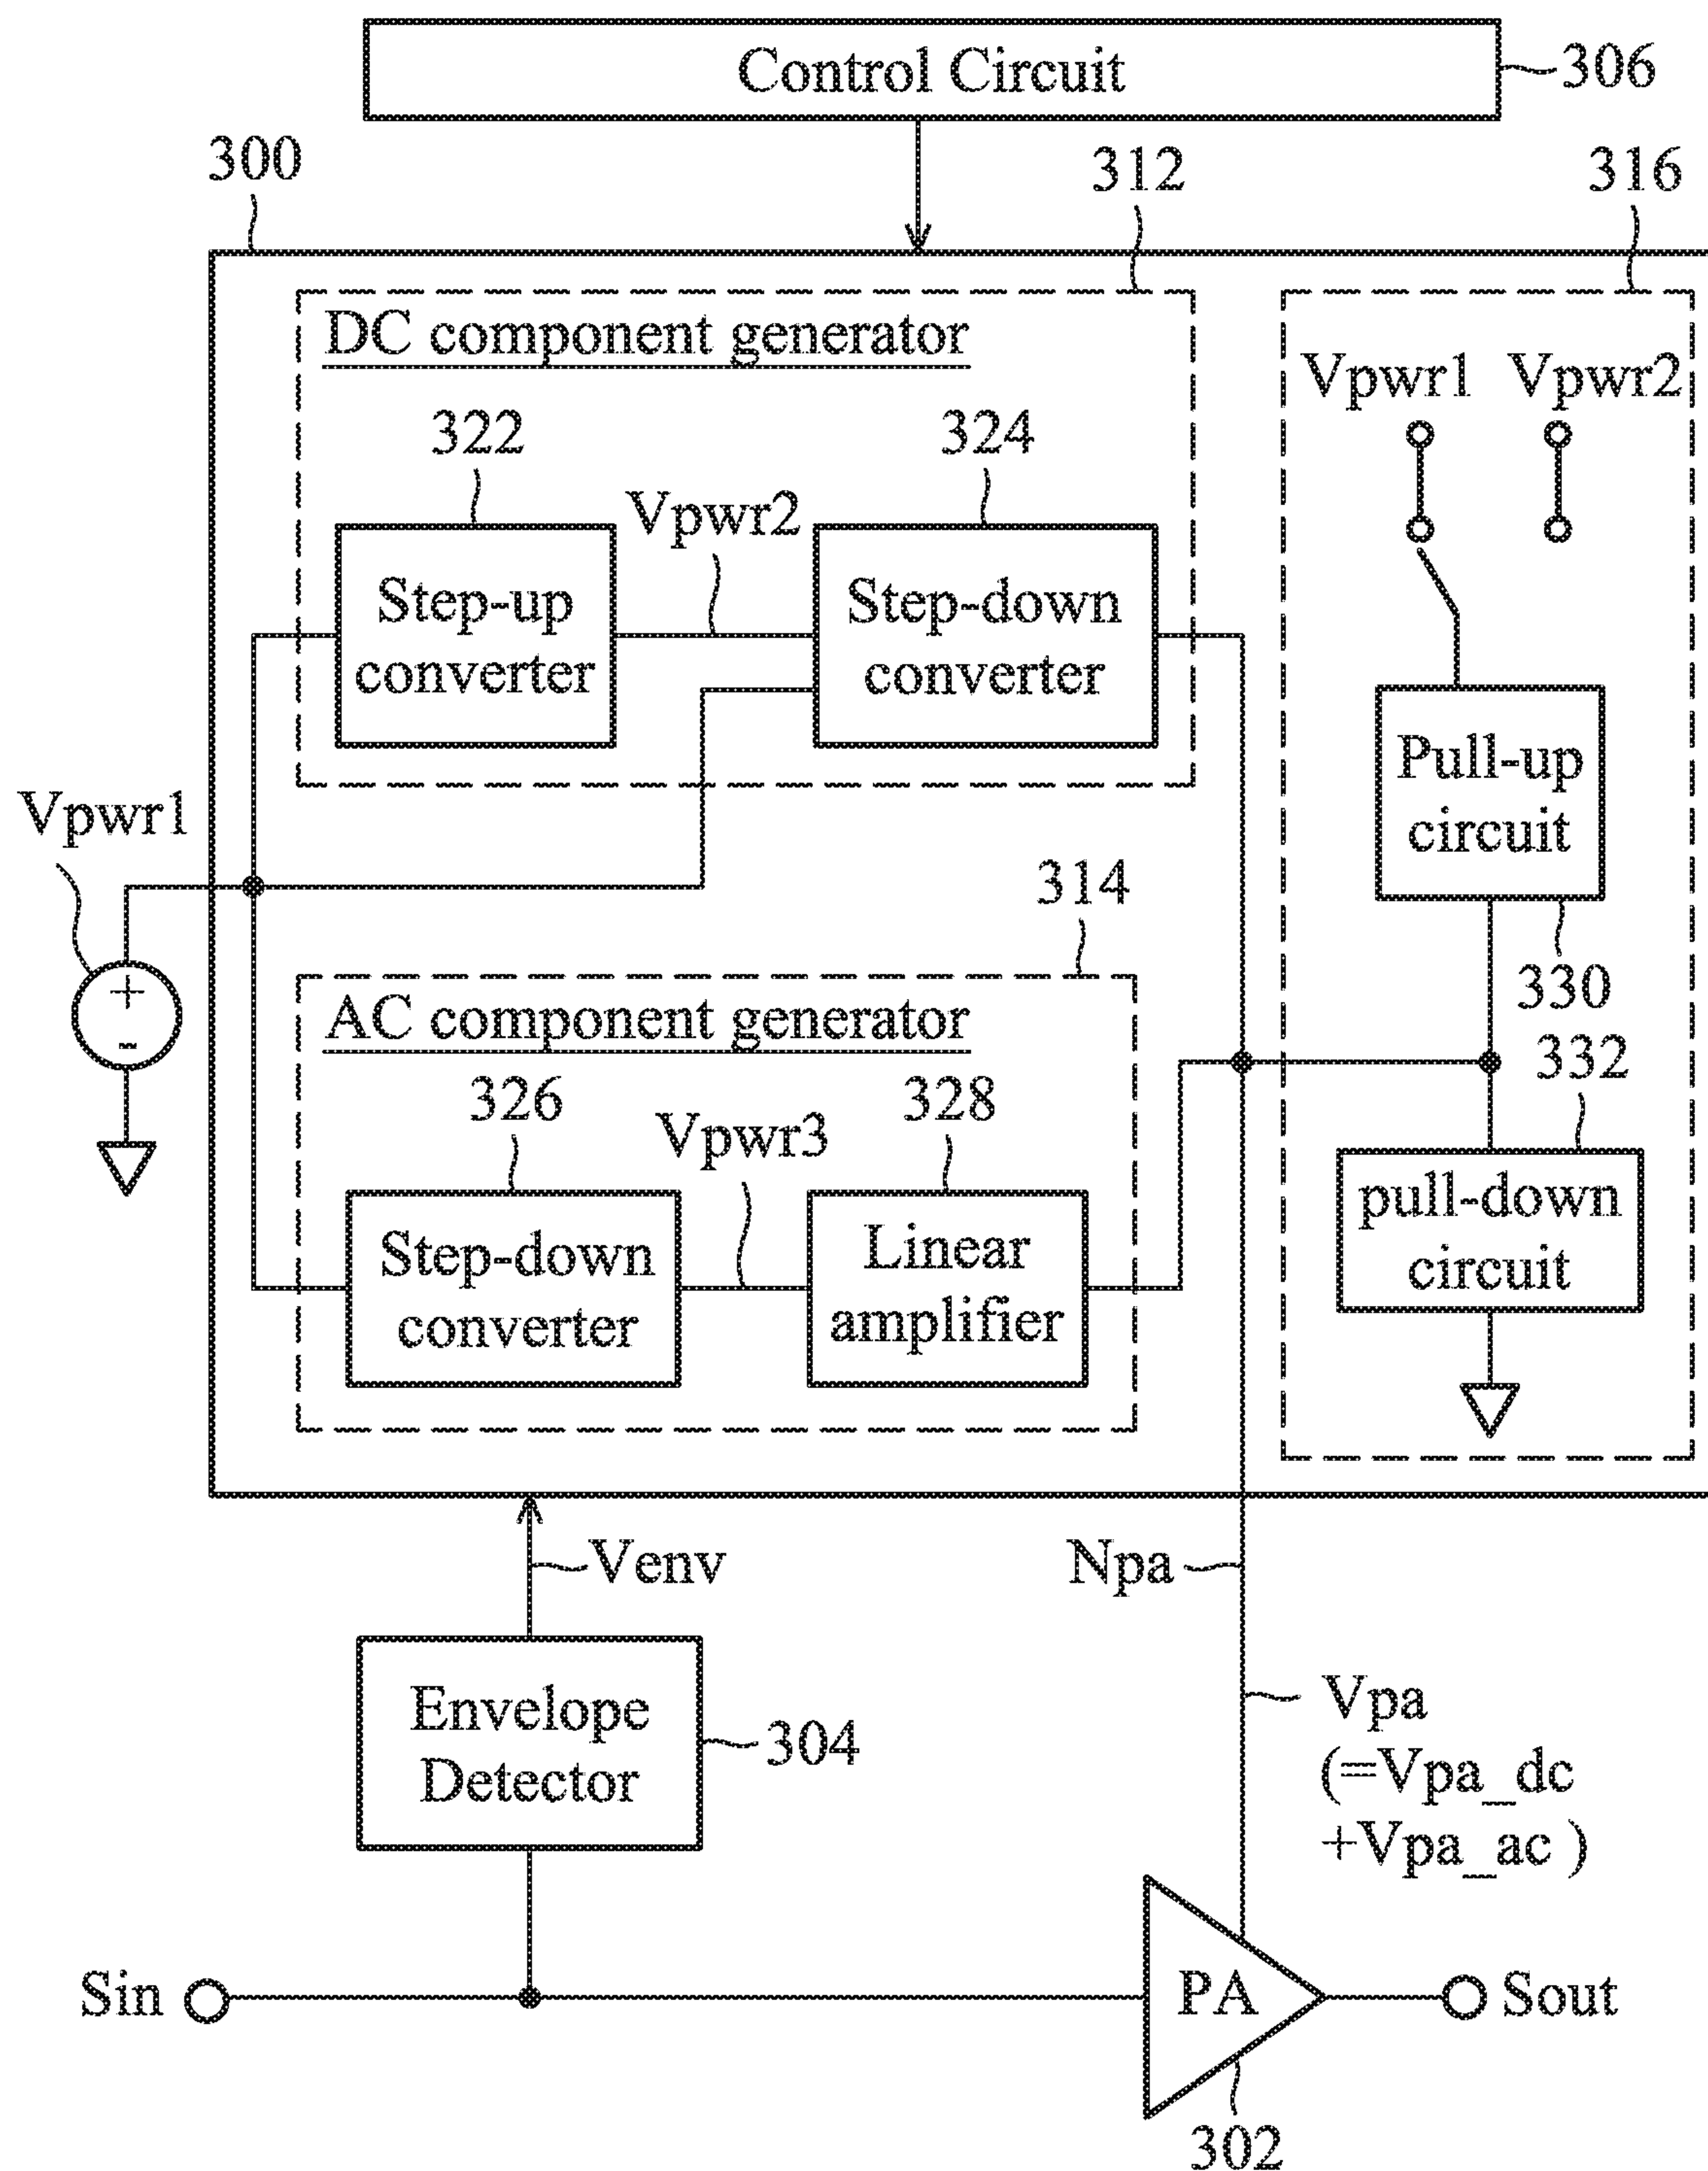 Control Circuit
306
300
312
316
DC component generator
Vpwr1
Vpwr2
322
324
Vpwr2
Step-up
converter
Step-down
converter
Pull-up
circuit
Vpwr1
314
330
+
-
AC component generator
332
326
328
Vpwr3
Step-down
converter
Linear
amplifier
pull-down
circuit
Venv
Npa
Envelope
Detector
304
Vpa
(=Vpa_dc
+Vpa_ac )
Sin
PA
Sout
302